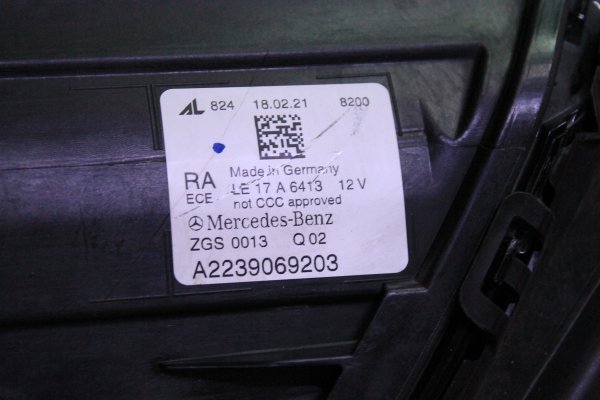 AL 824 18.02.21 8200
Made in Germany
RA LE 17 A 6413 12 V
ECE not CCC approved
Mercedes-Benz
ZGS 0013 Q 02
A2239069203